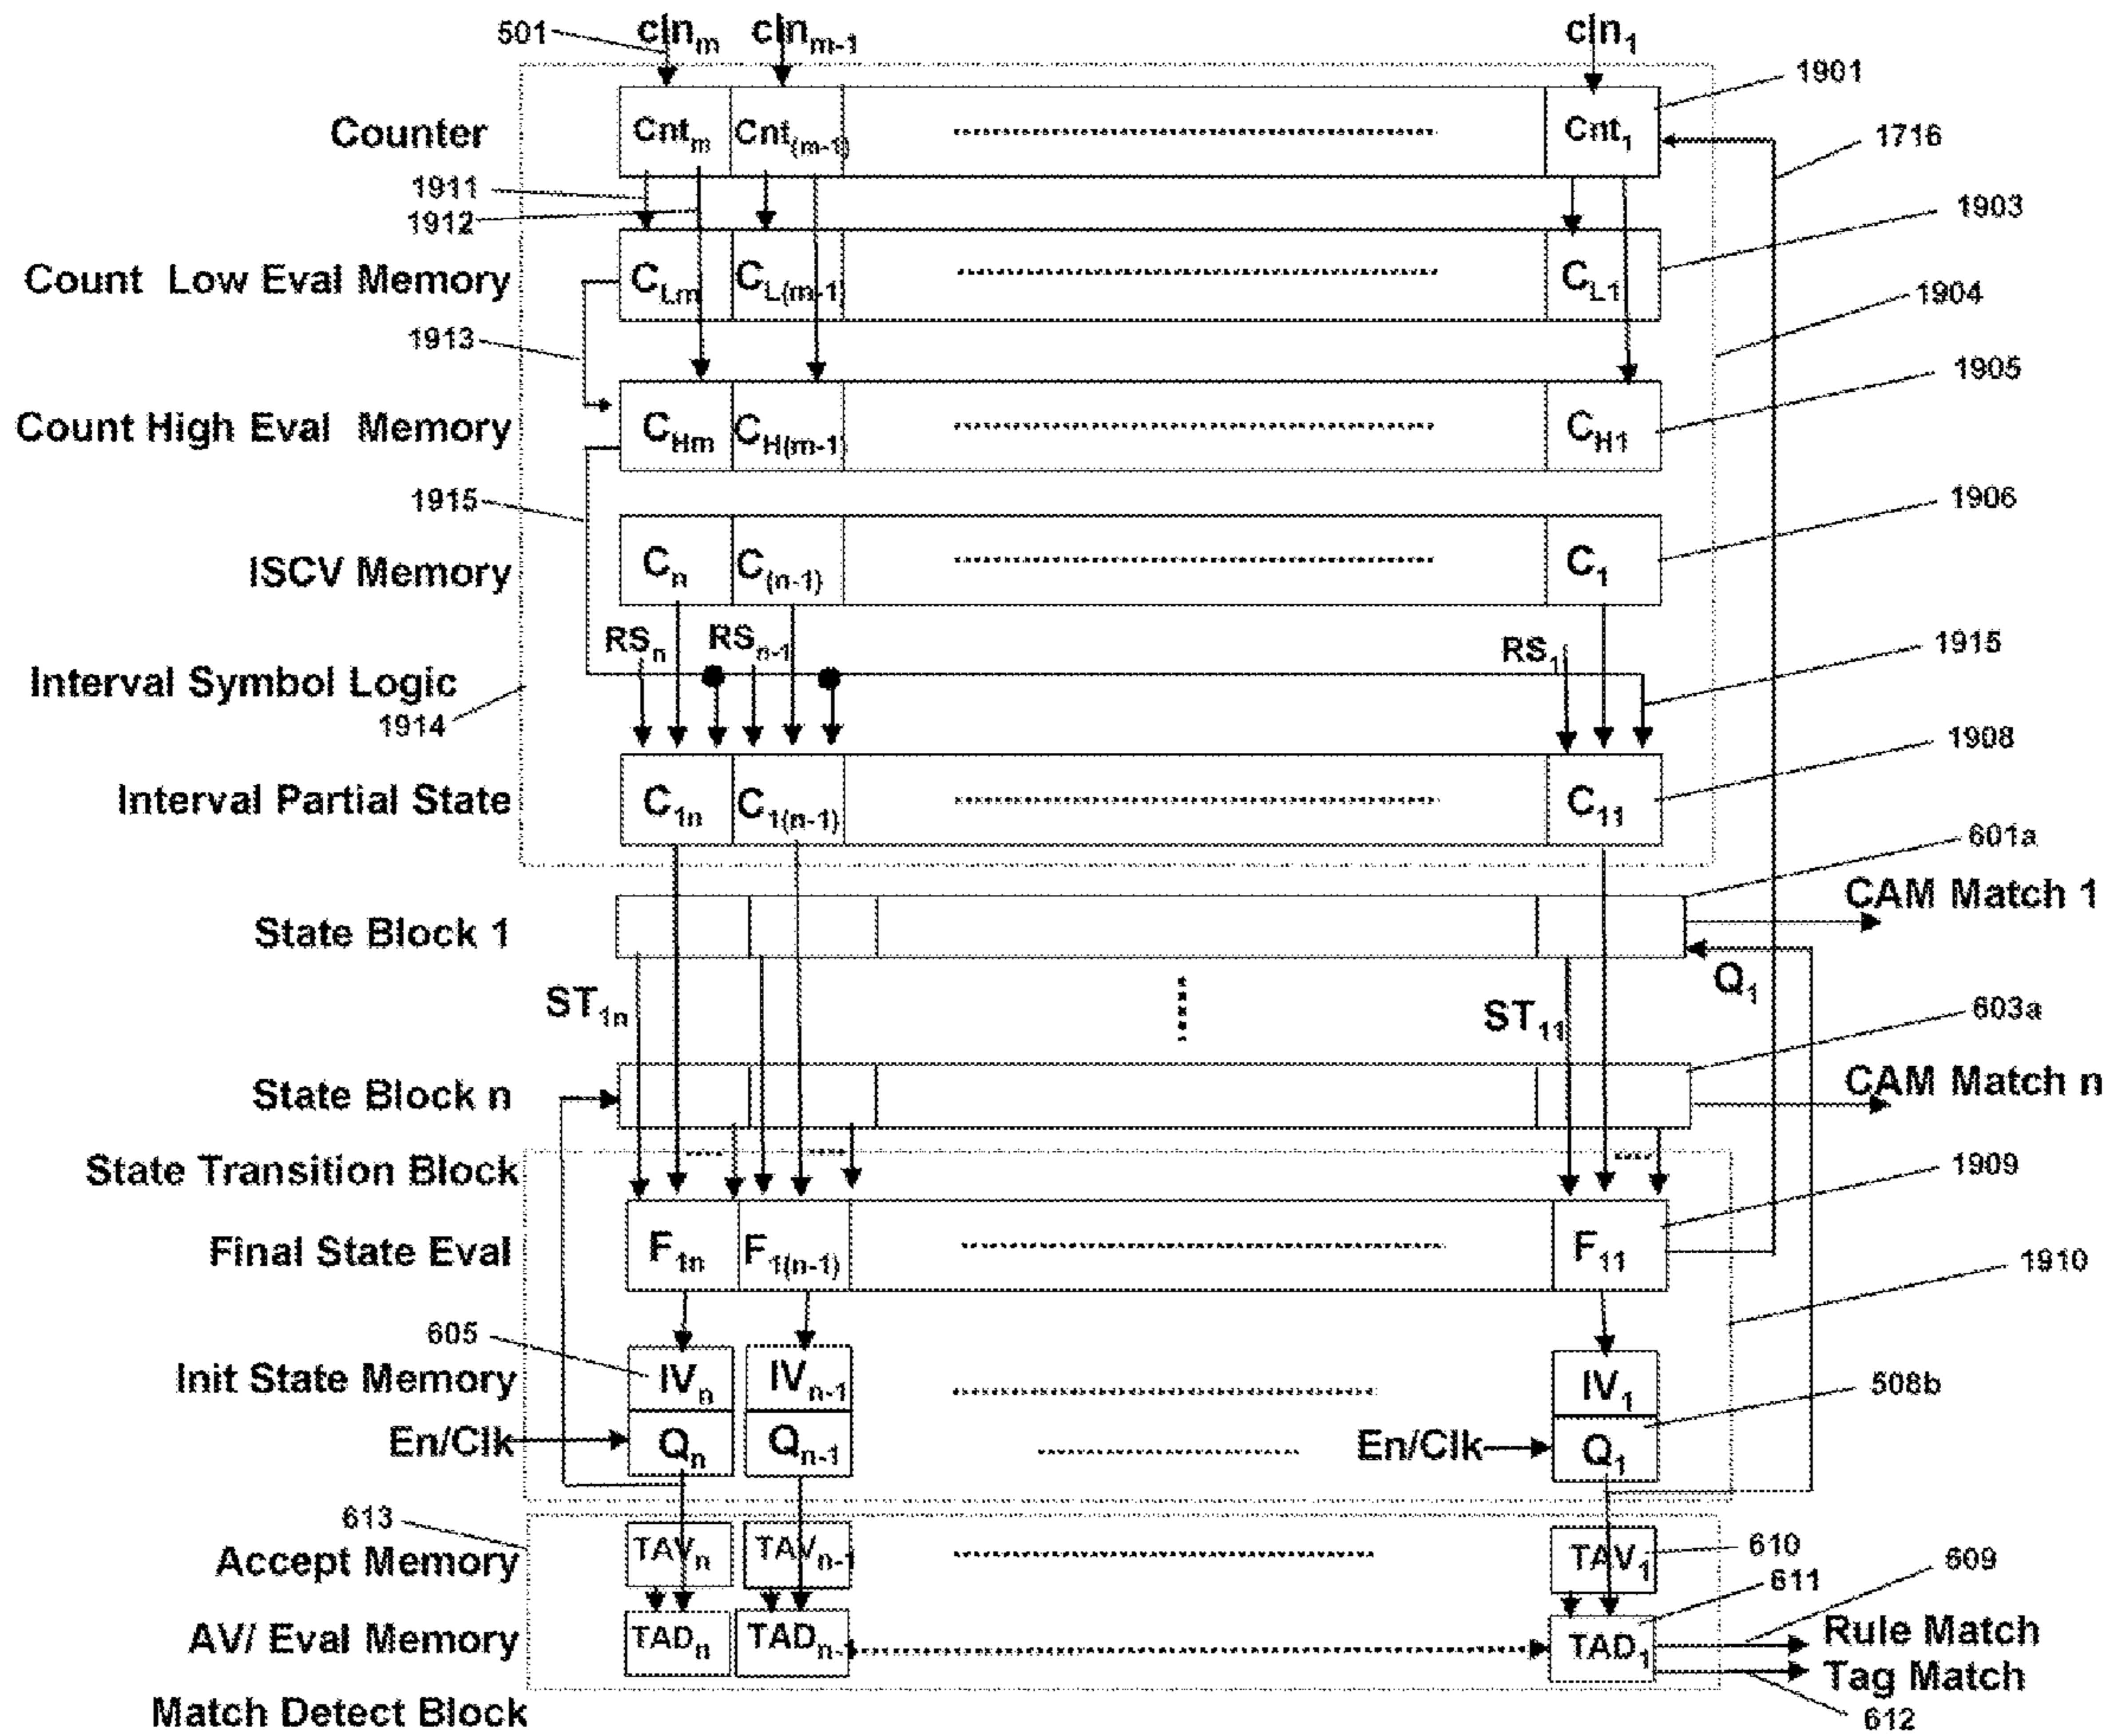 501 cIn_m cIn_m-1 cIn_1
1901
Counter Cnt_m Cnt_(m-1) Cnt_1
1716
1911
1912
1903
Count Low Eval Memory C_Lm C_L(m-1) C_L1
1904
1913
1905
Count High Eval Memory C_Hm C_H(m-1) C_H1
1915
1906
ISCV Memory C_n C_(n-1) C_1
RS_n RS_n-1 RS_1
1915
Interval Symbol Logic
1914
1908
Interval Partial State C_1n C_1(n-1) C_11
601a
CAM Match 1
State Block 1
Q_1
ST_1n ST_11
603a
State Block n CAM Match n
State Transition Block
1909
Final State Eval F_1n F_1(n-1) F_11
1910
605
Init State Memory IV_n IV_n-1 IV_1
508b
En/Clk Q_n Q_n-1 En/Clk Q_1
613
Accept Memory TAV_n TAV_n-1 TAV_1 610
609
611
AV/ Eval Memory TAD_n TAD_n-1 TAD_1 Rule Match
Tag Match
Match Detect Block
612